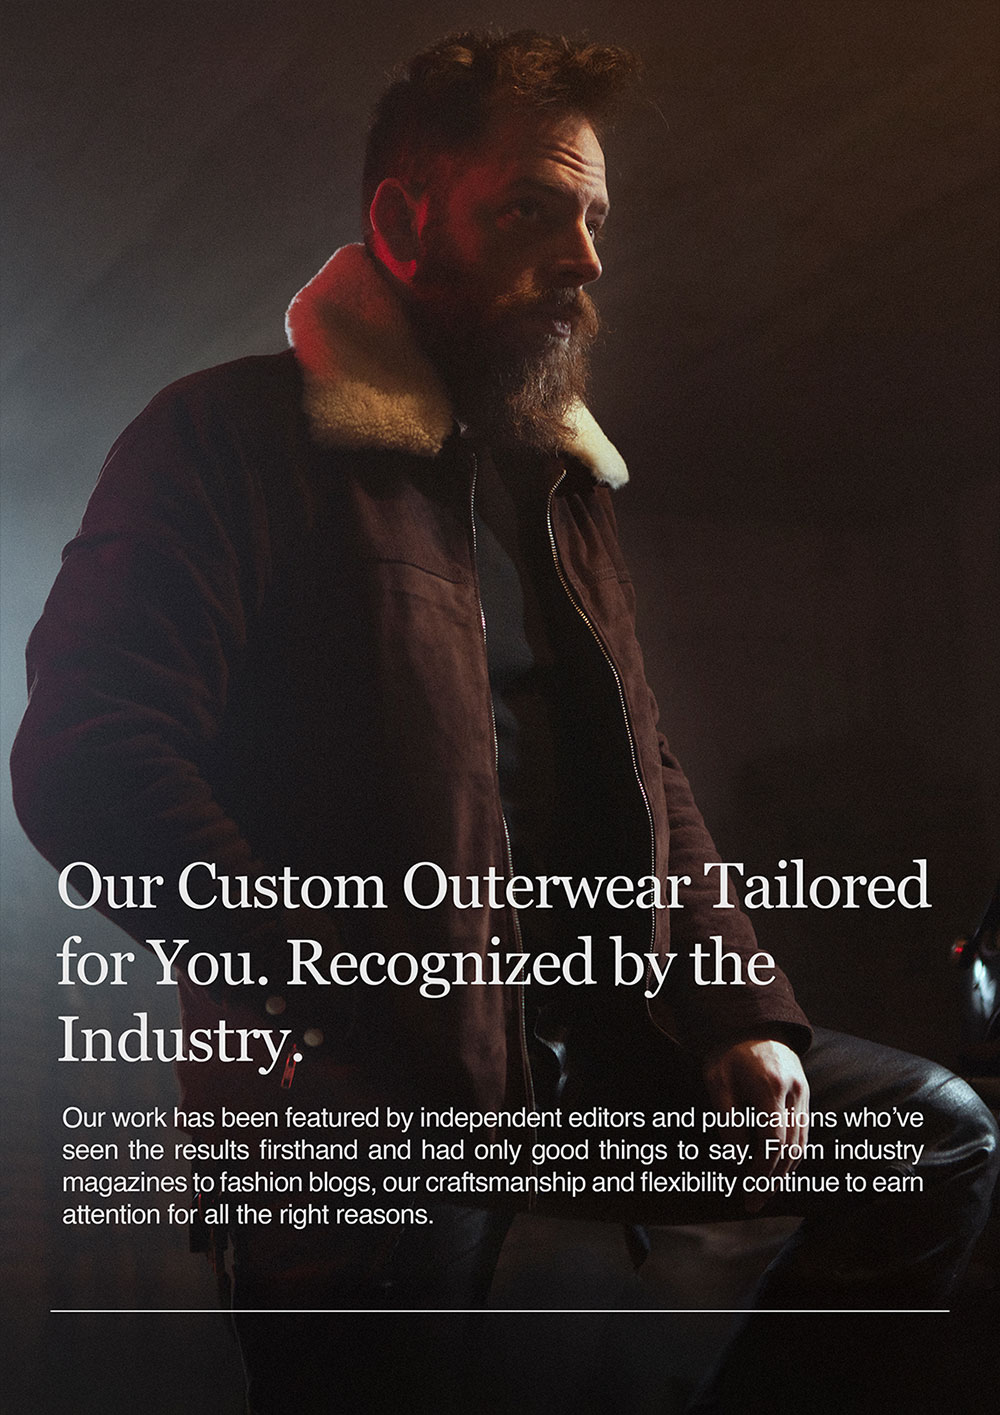 Our Custom Outerwear Tailored
for You. Recognized by the
Industry.
Our work has been featured by independent editors and publications who’ve
seen the results firsthand and had only good things to say. From industry
magazines to fashion blogs, our craftsmanship and flexibility continue to earn
attention for all the right reasons.